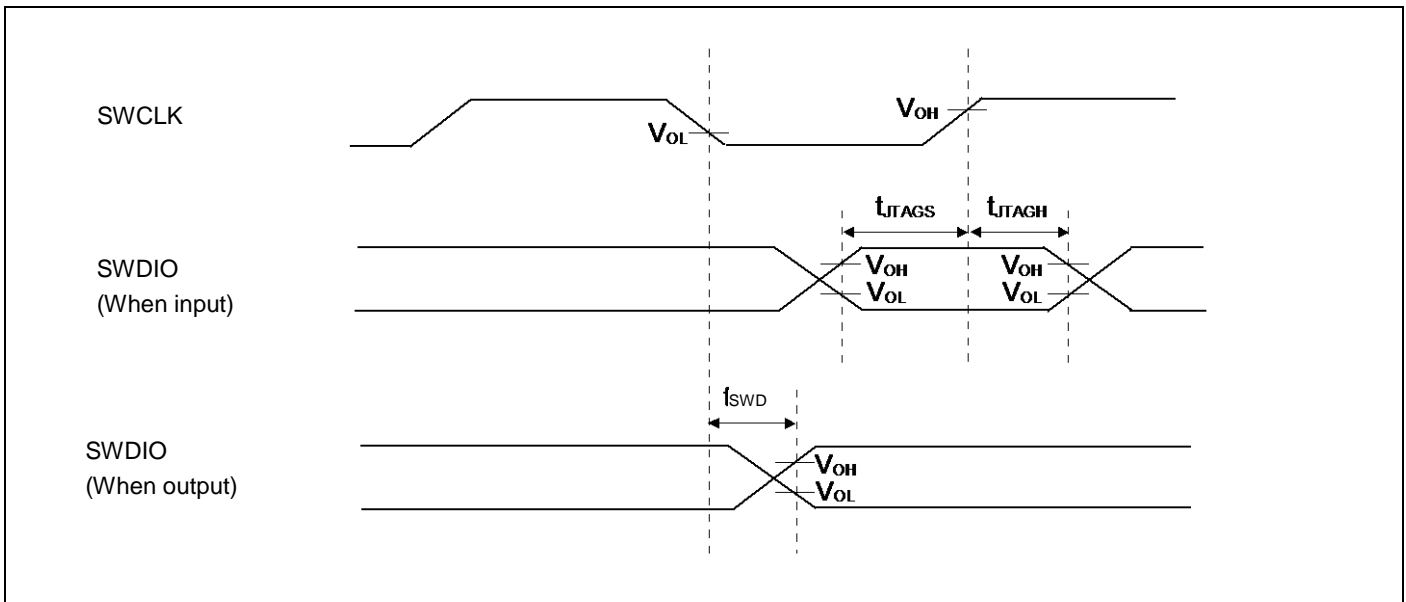 SWCLK
VOL
VOH
tJTAGS
tJTAGH
SWDIO
(When input)
VOH
VOL
VOH
VOL
tSWD
SWDIO
(When output)
VOH
VOL